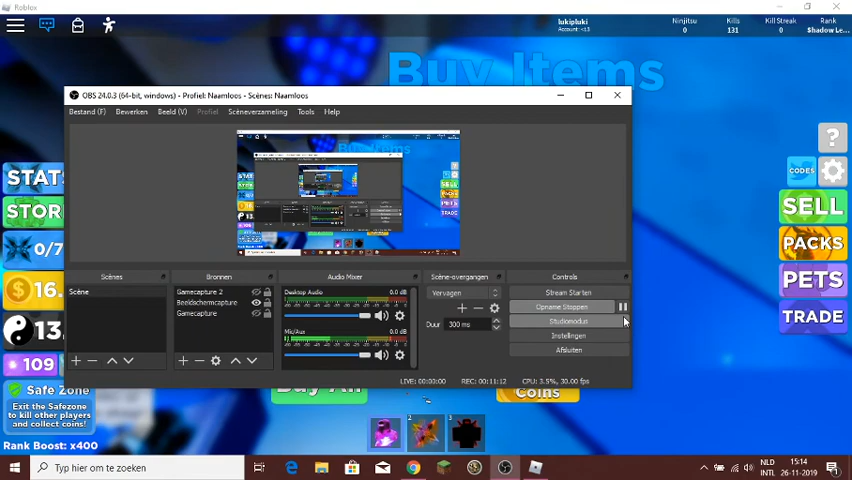 Roblox
lukipluki
Account: <13
Ninjitsu
0
Kills
131
Kill Streak
0
Rank
Shadow Le...
Buy Items
OBS 24.0.3 (64-bit, windows) - Profiel: Naamloos - Scènes: Naamloos
Bestand (F)
Bewerken
Beeld (V)
Profiel
Scèneverzameling
Tools
Help
STATS
STOR
0/7
16.
13.
109
Safe Zone
Exit the Safezone
to kill other players
and collect coins!
Rank Boost: x400
CODES
SELL
PACKS
PETS
TRADE
Scènes
Bronnen
Audio Mixer
Scène-overgangen
Controls
Scène
Gamecapture 2
Beeldschermcapture
Gamecapture
Desktop Audio
0.0 dB
Mic/Aux
0.0 dB
Vervagen
Duur
300 ms
Stream Starten
Opname Stoppen
Studiomodus
Instellingen
Afsluiten
LIVE: 00:00:00
REC: 00:11:12
CPU: 3.5%, 30.00 fps
Buy All
Coins
2
3
Typ hier om te zoeken
NLD
INTL
15:14
26-11-2019
1